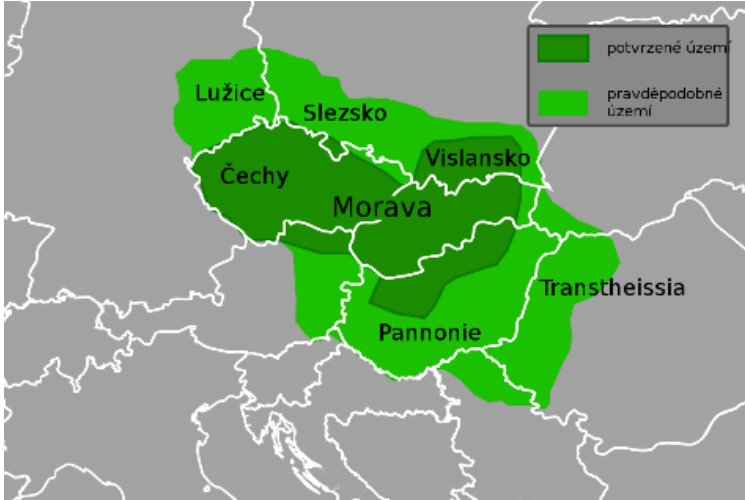 potvrzené území
pravděpodobné
území
Lužice
Slezsko
Vislansko
Čechy
Morava
Transtheissia
Pannonie